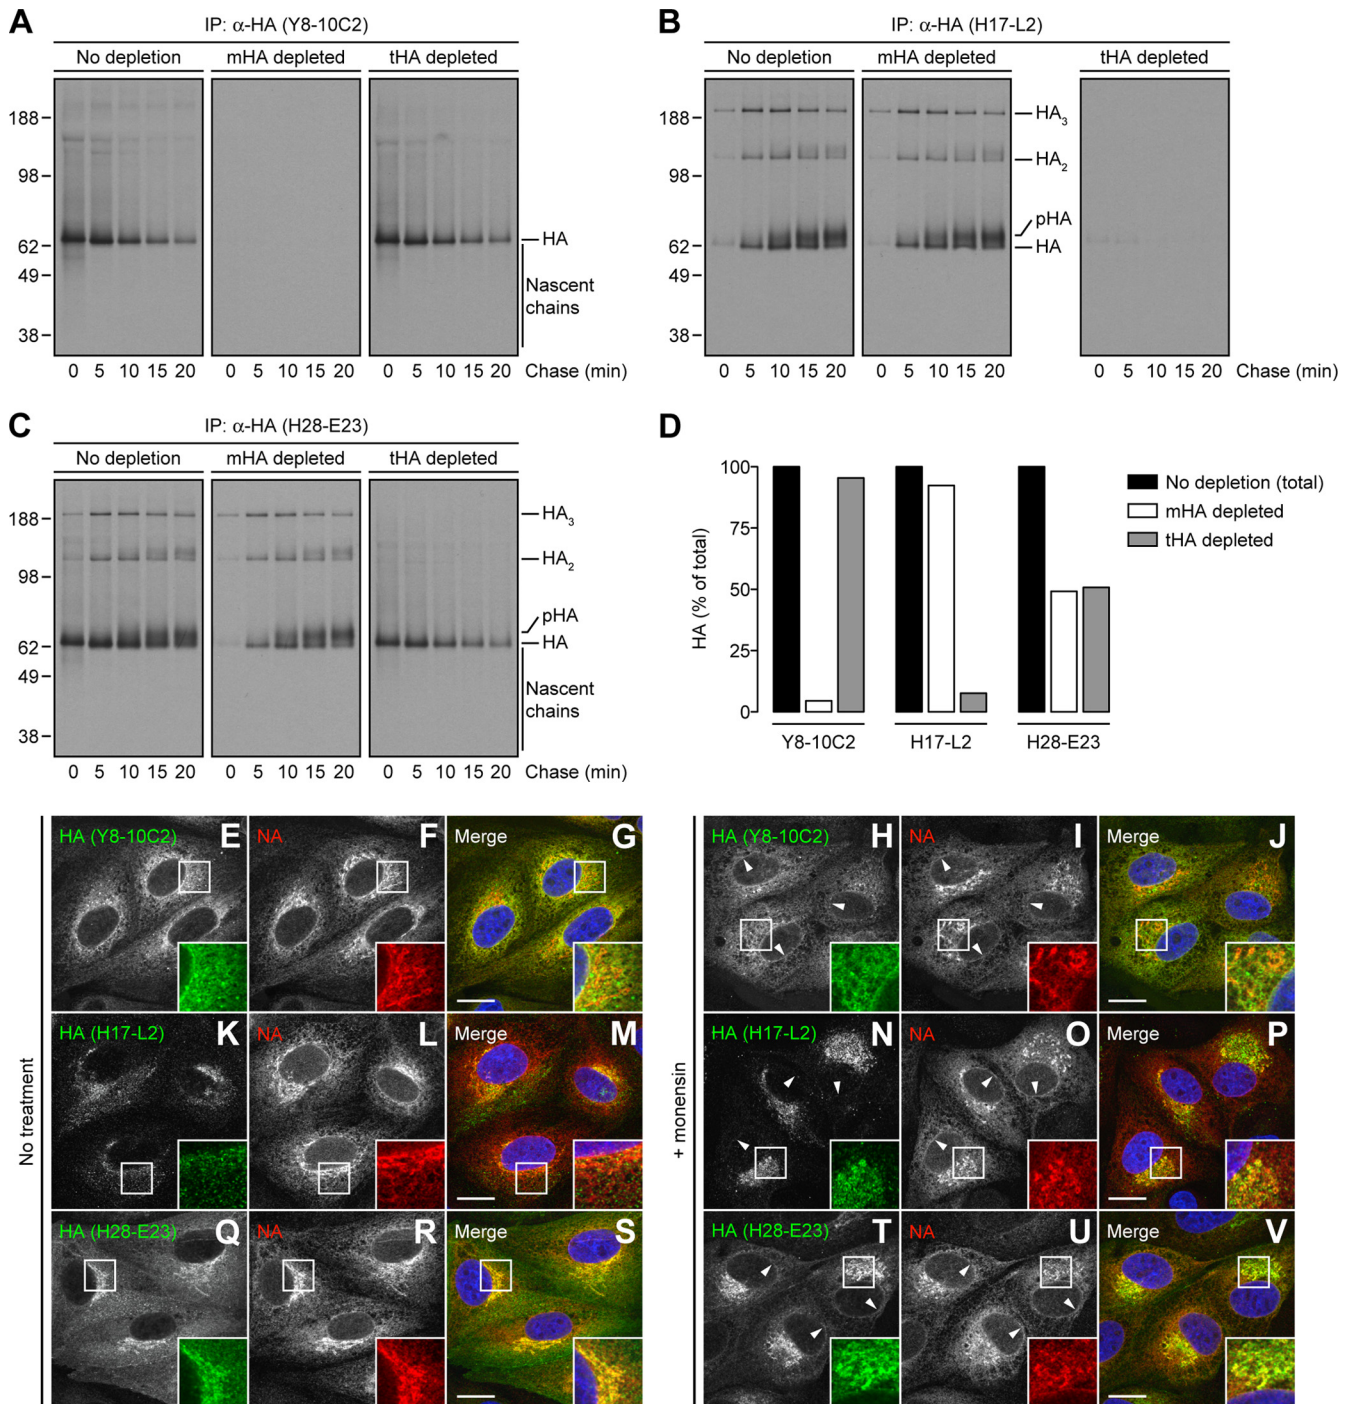 A
IP: α-HA (Y8-10C2)
No depletion mHA depleted tHA depleted
188
98
62
49
38
HA
Nascent
chains
0 5 10 15 20 0 5 10 15 20 0 5 10 15 20 Chase (min)
B
IP: α-HA (H17-L2)
No depletion mHA depleted tHA depleted
188
98
62
49
38
HA3
HA2
pHA
HA
0 5 10 15 20 0 5 10 15 20 0 5 10 15 20 Chase (min)
C
IP: α-HA (H28-E23)
No depletion mHA depleted tHA depleted
188
98
62
49
38
HA3
HA2
pHA
HA
Nascent
chains
0 5 10 15 20 0 5 10 15 20 0 5 10 15 20 Chase (min)
D
HA (% of total)
100
75
50
25
0
Y8-10C2 H17-L2 H28-E23
No depletion (total)
mHA depleted
tHA depleted
No treatment
HA (Y8-10C2) E NA F Merge G
HA (H17-L2) K NA L Merge M
HA (H28-E23) Q NA R Merge S
+ monensin
HA (Y8-10C2) H NA I Merge J
HA (H17-L2) N NA O Merge P
HA (H28-E23) T NA U Merge V